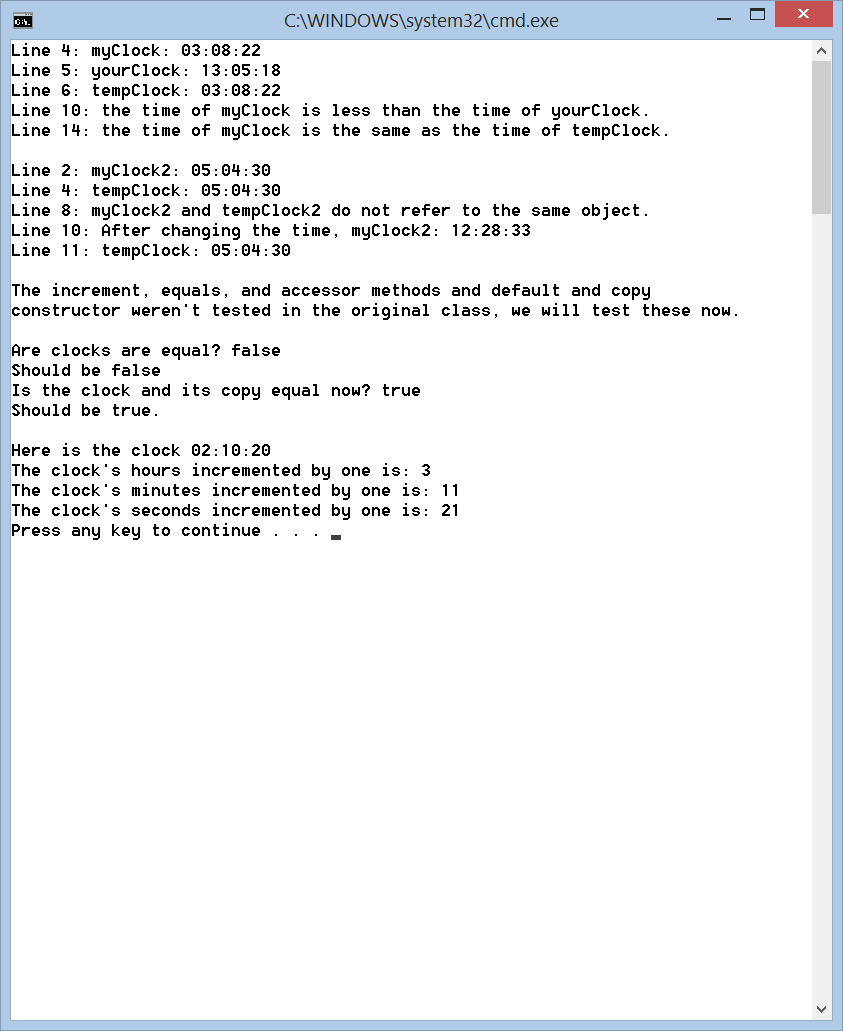 C:\WINDOWS\system32\cmd.exe
Line 4: myClock: 03:08:22
Line 5: yourClock: 13:05:18
Line 6: tempClock: 03:08:22
Line 10: the time of myClock is less than the time of yourClock.
Line 14: the time of myClock is the same as the time of tempClock.
Line 2: myClock2: 05:04:30
Line 4: tempClock: 05:04:30
Line 8: myClock2 and tempClock2 do not refer to the same object.
Line 10: After changing the time, myClock2: 12:28:33
Line 11: tempClock: 05:04:30
The increment, equals, and accessor methods and default and copy
constructor weren't tested in the original class, we will test these now.
Are clocks are equal? false
Should be false
Is the clock and its copy equal now? true
Should be true.
Here is the clock 02:10:20
The clock's hours incremented by one is: 3
The clock's minutes incremented by one is: 11
The clock's seconds incremented by one is: 21
Press any key to continue . . .